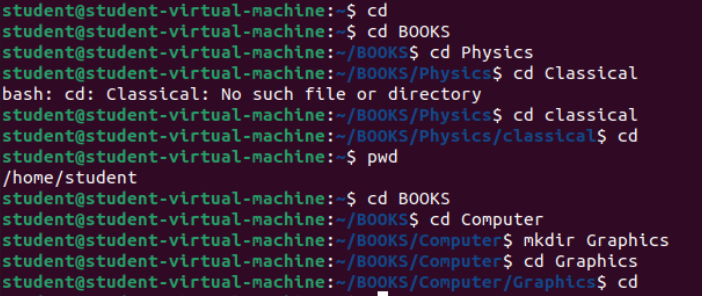 student@student-virtual-machine:~$ cd
student@student-virtual-machine:~$ cd BOOKS
student@student-virtual-machine:~/BOOKS$ cd Physics
student@student-virtual-machine:~/BOOKS/Physics$ cd Classical
bash: cd: Classical: No such file or directory
student@student-virtual-machine:~/BOOKS/Physics$ cd classical
student@student-virtual-machine:~/BOOKS/Physics/classical$ cd
student@student-virtual-machine:~$ pwd
/home/student
student@student-virtual-machine:~$ cd BOOKS
student@student-virtual-machine:~/BOOKS$ cd Computer
student@student-virtual-machine:~/BOOKS/Computer$ mkdir Graphics
student@student-virtual-machine:~/BOOKS/Computer$ cd Graphics
student@student-virtual-machine:~/BOOKS/Computer/Graphics$ cd